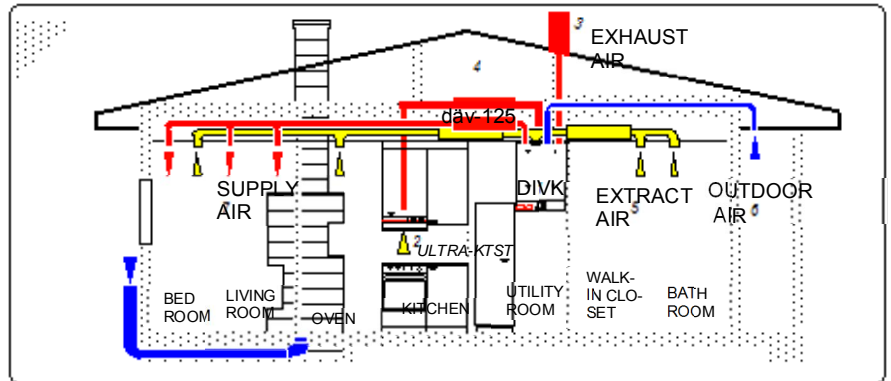 3
EXHAUST
AIR
4
däv-125
SUPPLY
AIR
DIVK
EXTRACT
AIR
5
OUTDOOR
AIR
6
2
ULTRA-KTST
BED
ROOM
LIVING
ROOM
OVEN
KITCHEN
UTILITY
ROOM
WALK-
IN CLO-
SET
BATH
ROOM